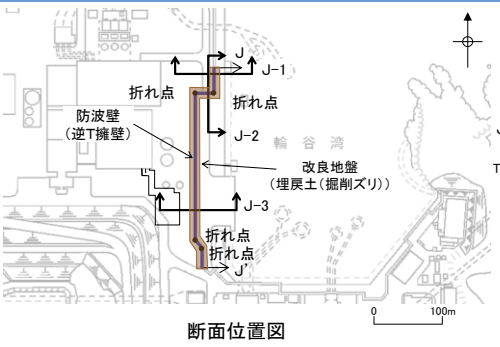 J
J-1
折れ点
折れ点
防波壁
(逆T擁壁)
J-2
輪谷湾
改良地盤
(埋戻土(掘削ズリ))
J-3
折れ点
折れ点
J'
0 100m
断面位置図